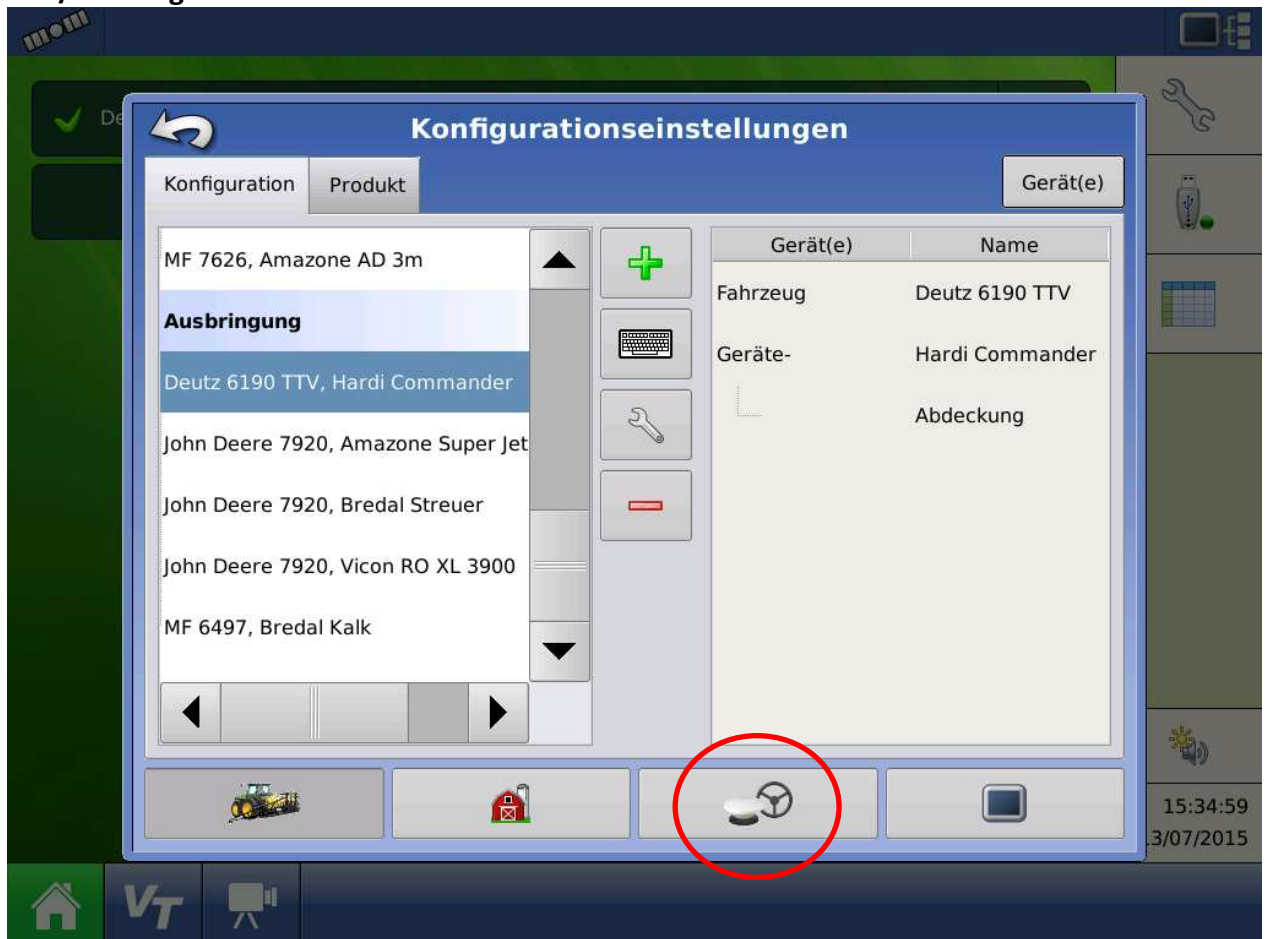 De
Konfigurationseinstellungen
Konfiguration
Produkt
Gerät(e)
MF 7626, Amazone AD 3m
Ausbringung
Deutz 6190 TTV, Hardi Commander
John Deere 7920, Amazone Super Jet
John Deere 7920, Bredal Streuer
John Deere 7920, Vicon RO XL 3900
MF 6497, Bredal Kalk
Gerät(e) Name
Fahrzeug Deutz 6190 TTV
Geräte- Hardi Commander
Abdeckung
15:34:59
3/07/2015
VT